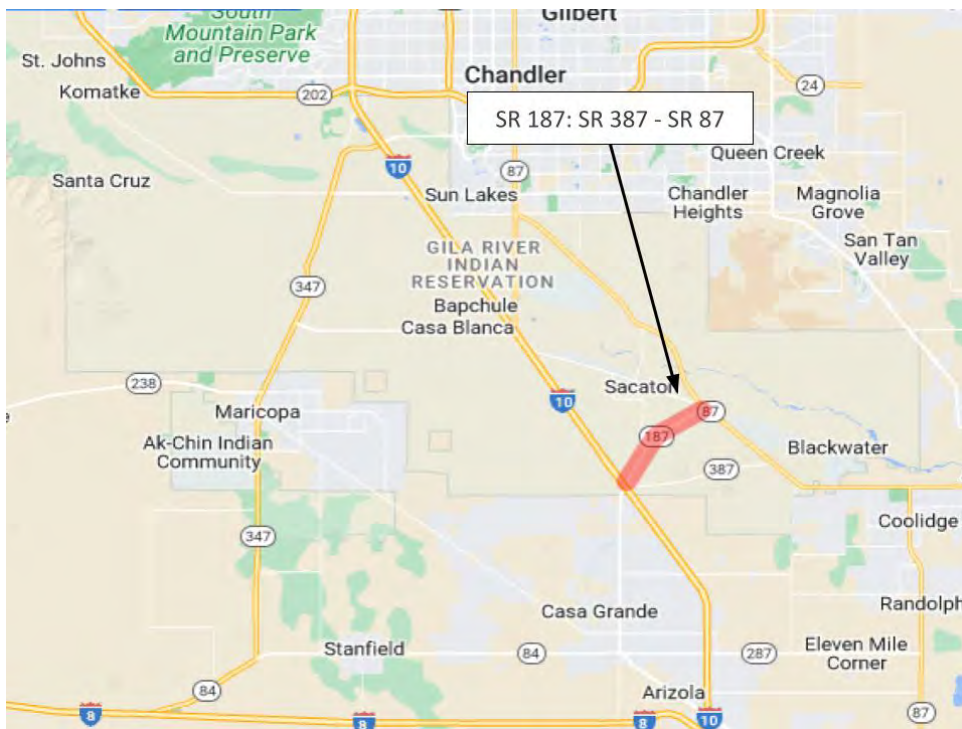 South
Mountain Park
and Preserve
Gilbert
St. Johns
Komatke
202
Chandler
24
SR 187: SR 387 - SR 87
10
87
Queen Creek
Santa Cruz
Sun Lakes
Chandler
Heights
Magnolia
Grove
San Tan
Valley
GILA RIVER
INDIAN
RESERVATION
347
Bapchule
Casa Blanca
238
Maricopa
Sacaton
10
87
187
Ak-Chin Indian
Community
387
Blackwater
347
Coolidge
Casa Grande
Randolph
Stanfield
84
287
Eleven Mile
Corner
84
Arizola
8
8
8
10
87